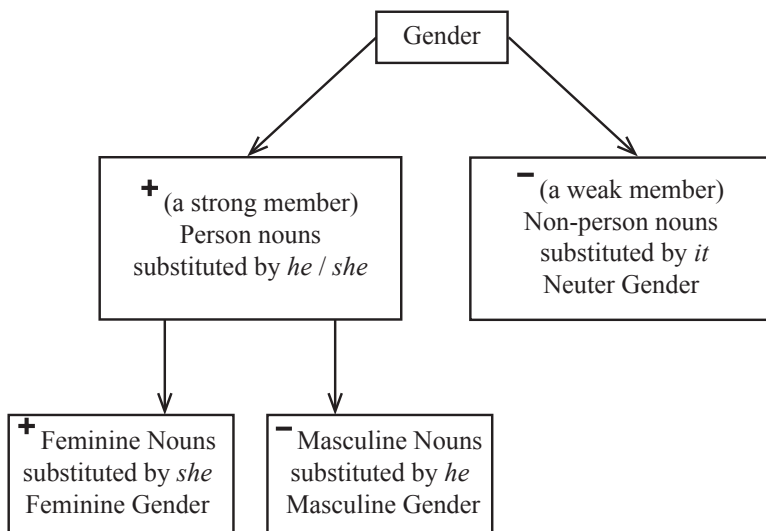 Gender
+ (a strong member)
Person nouns
substituted by he / she
− (a weak member)
Non-person nouns
substituted by it
Neuter Gender
+ Feminine Nouns
substituted by she
Feminine Gender
− Masculine Nouns
substituted by he
Masculine Gender